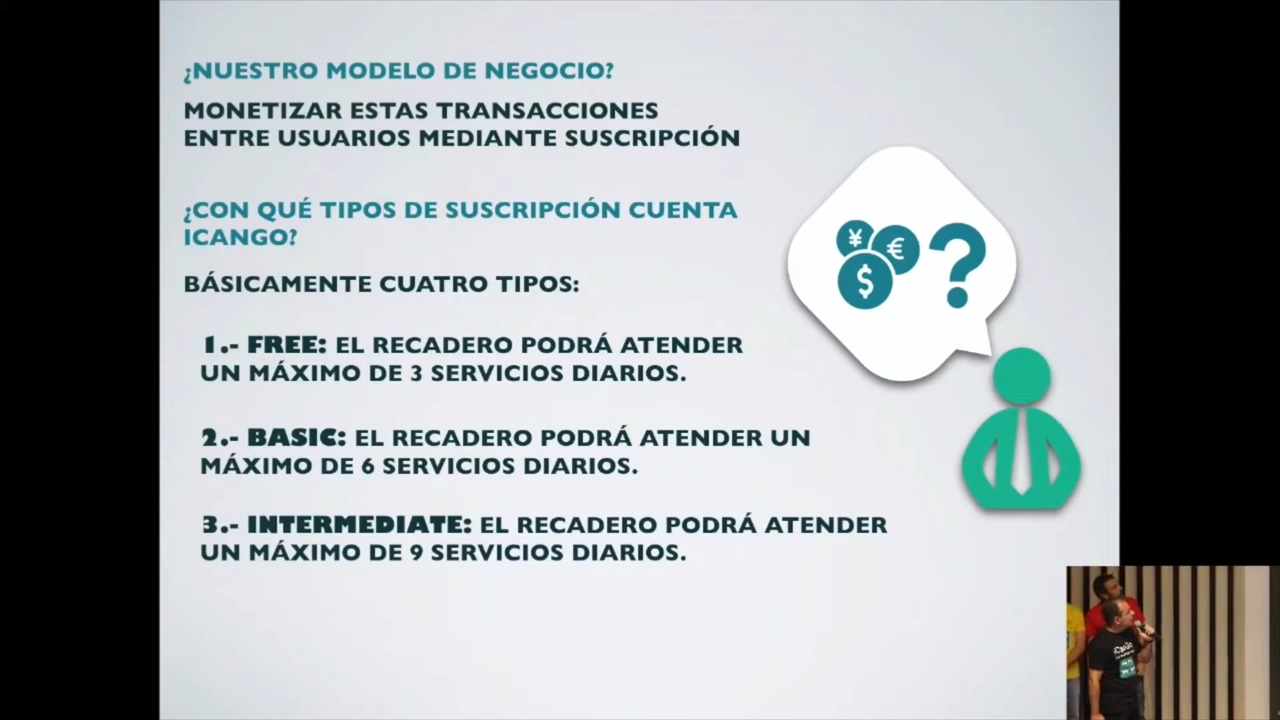 ¿NUESTRO MODELO DE NEGOCIO?
MONETIZAR ESTAS TRANSACCIONES
ENTRE USUARIOS MEDIANTE SUSCRIPCIÓN
¿CON QUÉ TIPOS DE SUSCRIPCIÓN CUENTA
ICANGO?
BÁSICAMENTE CUATRO TIPOS:
1.- FREE: EL RECADERO PODRÁ ATENDER
UN MÁXIMO DE 3 SERVICIOS DIARIOS.
2.- BASIC: EL RECADERO PODRÁ ATENDER UN
MÁXIMO DE 6 SERVICIOS DIARIOS.
3.- INTERMEDIATE: EL RECADERO PODRÁ ATENDER
UN MÁXIMO DE 9 SERVICIOS DIARIOS.
¥ € $ ?